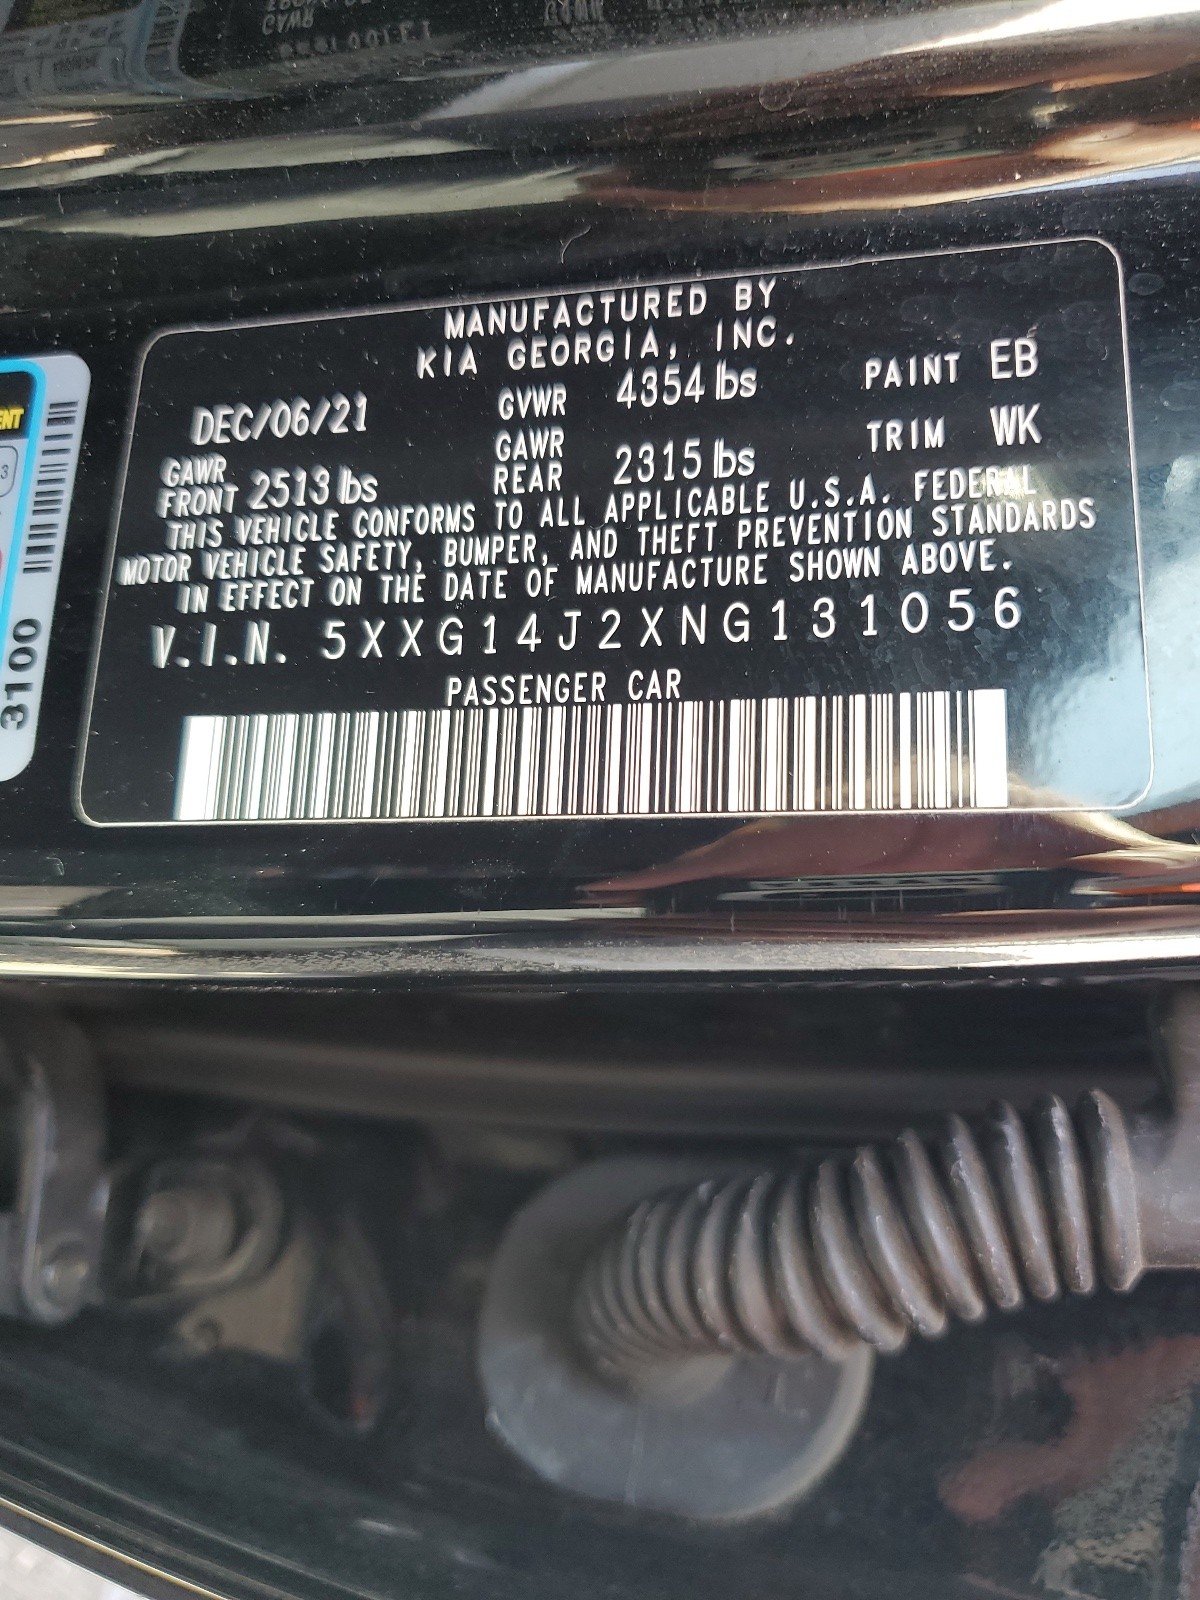 MANUFACTURED BY
KIA GEORGIA, INC.
DEC/06/21 GVWR 4354 lbs PAINT EB
GAWR FRONT 2513 lbs GAWR REAR 2315 lbs TRIM WK
THIS VEHICLE CONFORMS TO ALL APPLICABLE U.S.A. FEDERAL
MOTOR VEHICLE SAFETY, BUMPER, AND THEFT PREVENTION STANDARDS
IN EFFECT ON THE DATE OF MANUFACTURE SHOWN ABOVE.
V.I.N. 5XXG14J2XNG131056
PASSENGER CAR
3100